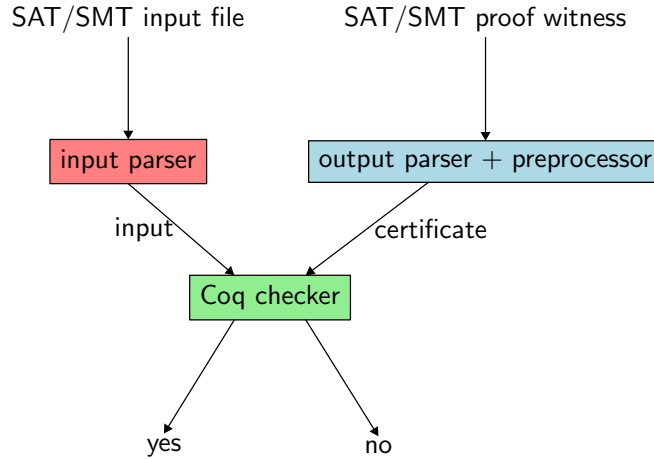 SAT/SMT input file
SAT/SMT proof witness
input parser
output parser + preprocessor
input
certificate
Coq checker
yes
no